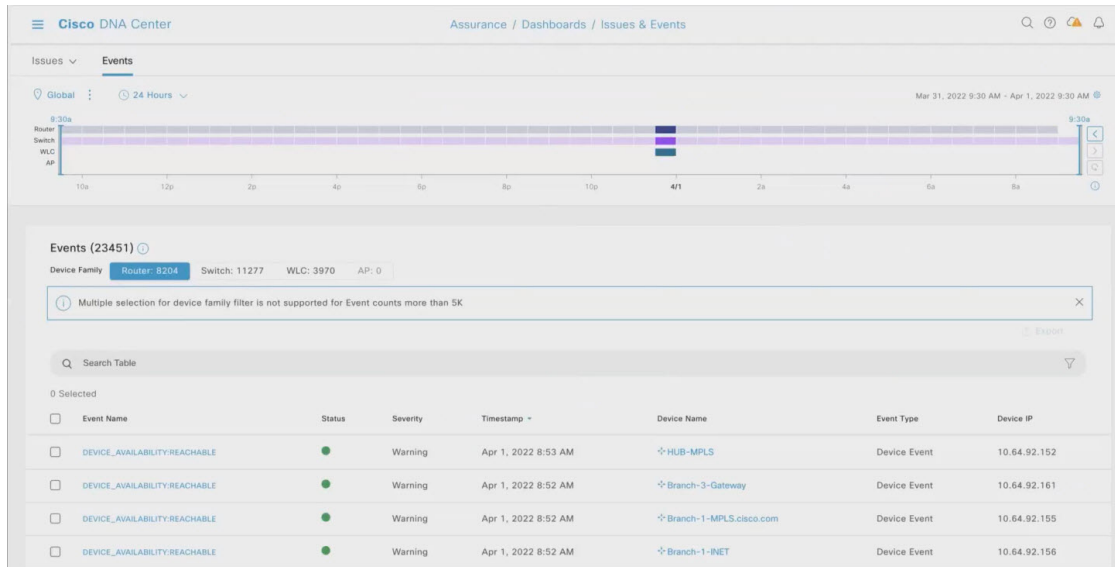 Cisco DNA Center
Assurance / Dashboards / Issues & Events
Issues
Events
Global
24 Hours
Mar 31, 2022 9:30 AM - Apr 1, 2022 9:30 AM
9:30a
9:30a
Router
Switch
WLC
AP
10a 12p 2p 4p 6p 8p 10p 4/1 2a 4a 6a 8a
Events (23451)
Device Family Router: 8204 Switch: 11277 WLC: 3970 AP: 0
Multiple selection for device family filter is not supported for Event counts more than 5K
Export
Search Table
0 Selected
Event Name Status Severity Timestamp Device Name Event Type Device IP
DEVICE_AVAILABILITY:REACHABLE Warning Apr 1, 2022 8:53 AM HUB-MPLS Device Event 10.64.92.152
DEVICE_AVAILABILITY:REACHABLE Warning Apr 1, 2022 8:52 AM Branch-3-Gateway Device Event 10.64.92.161
DEVICE_AVAILABILITY:REACHABLE Warning Apr 1, 2022 8:52 AM Branch-1-MPLS.cisco.com Device Event 10.64.92.155
DEVICE_AVAILABILITY:REACHABLE Warning Apr 1, 2022 8:52 AM Branch-1-INET Device Event 10.64.92.156